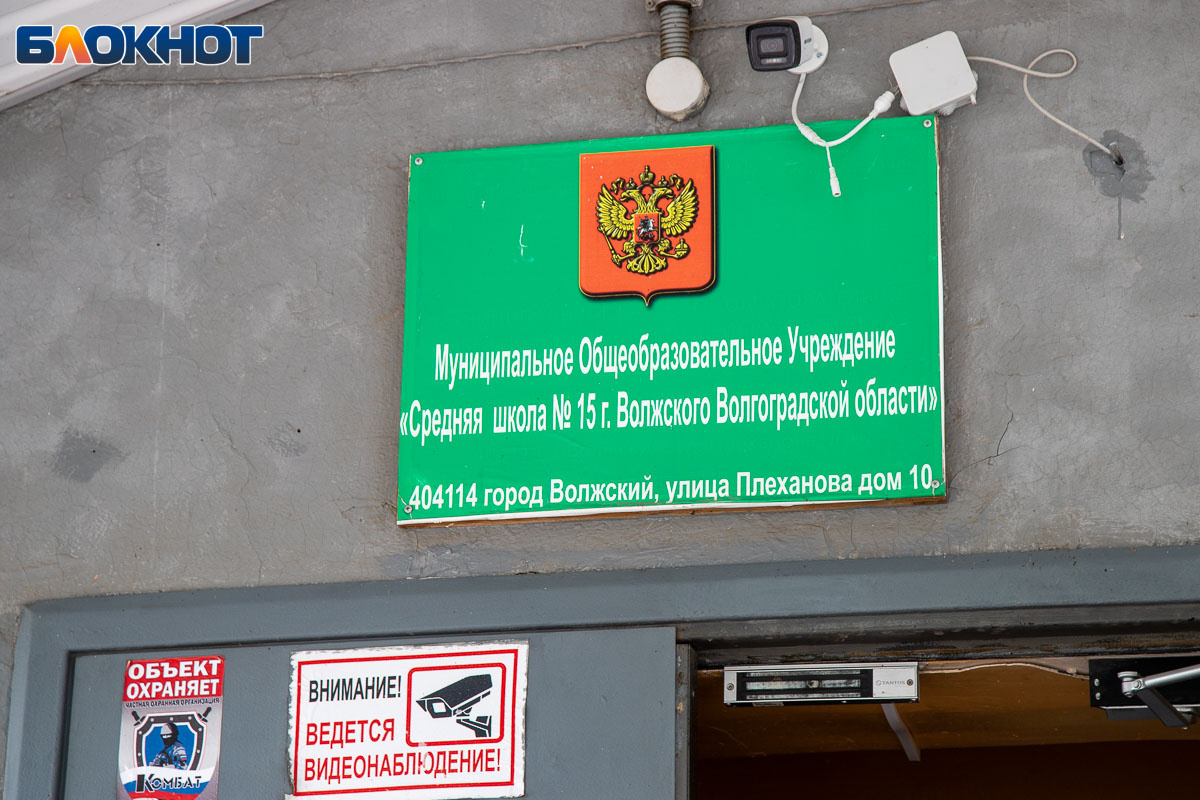 БЛОКНОТ
Муниципальное Общеобразовательное Учреждение
«Средняя школа № 15 г. Волжского Волгоградской области»
404114 город Волжский, улица Плеханова дом 10
ОБЪЕКТ
ОХРАНЯЕТ
ЧАСТНАЯ ОХРАННАЯ ОРГАНИЗАЦИЯ
КОМБАТ
ВНИМАНИЕ!
ВЕДЕТСЯ
ВИДЕОНАБЛЮДЕНИЕ!
TANTOS